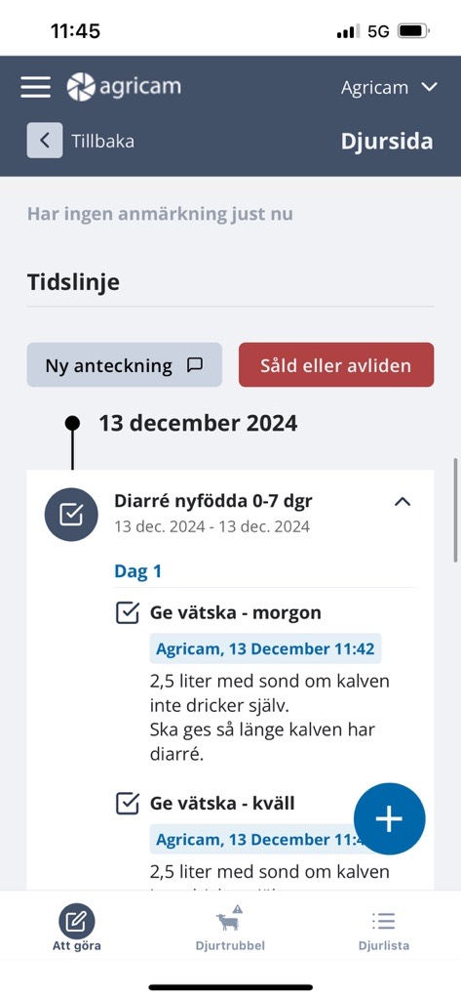 11:45
5G
agricam
Agricam
Tillbaka
Djursida
Har ingen anmärkning just nu
Tidslinje
Ny anteckning
Såld eller avliden
13 december 2024
Diarré nyfödda 0-7 dgr
13 dec. 2024 - 13 dec. 2024
Dag 1
Ge vätska - morgon
Agricam, 13 December 11:42
2,5 liter med sond om kalven
inte dricker själv.
Ska ges så länge kalven har
diarré.
Ge vätska - kväll
Agricam, 13 December
2,5 liter med sond om kalven
Att göra
Djurtrubbel
Djurlista